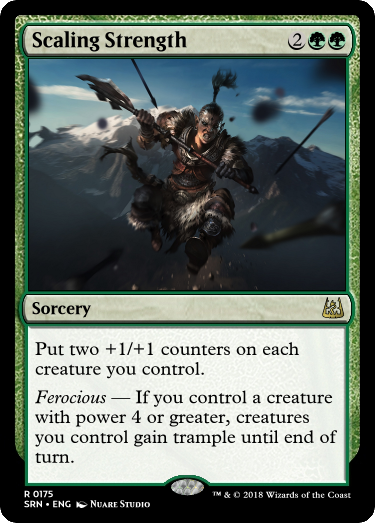 Scaling Strength 2
Sorcery
Put two +1/+1 counters on each
creature you control.
Ferocious — If you control a creature
with power 4 or greater, creatures
you control gain trample until end of
turn.
R 0175
SRN • ENG NUARE STUDIO
™ & © 2018 Wizards of the Coast